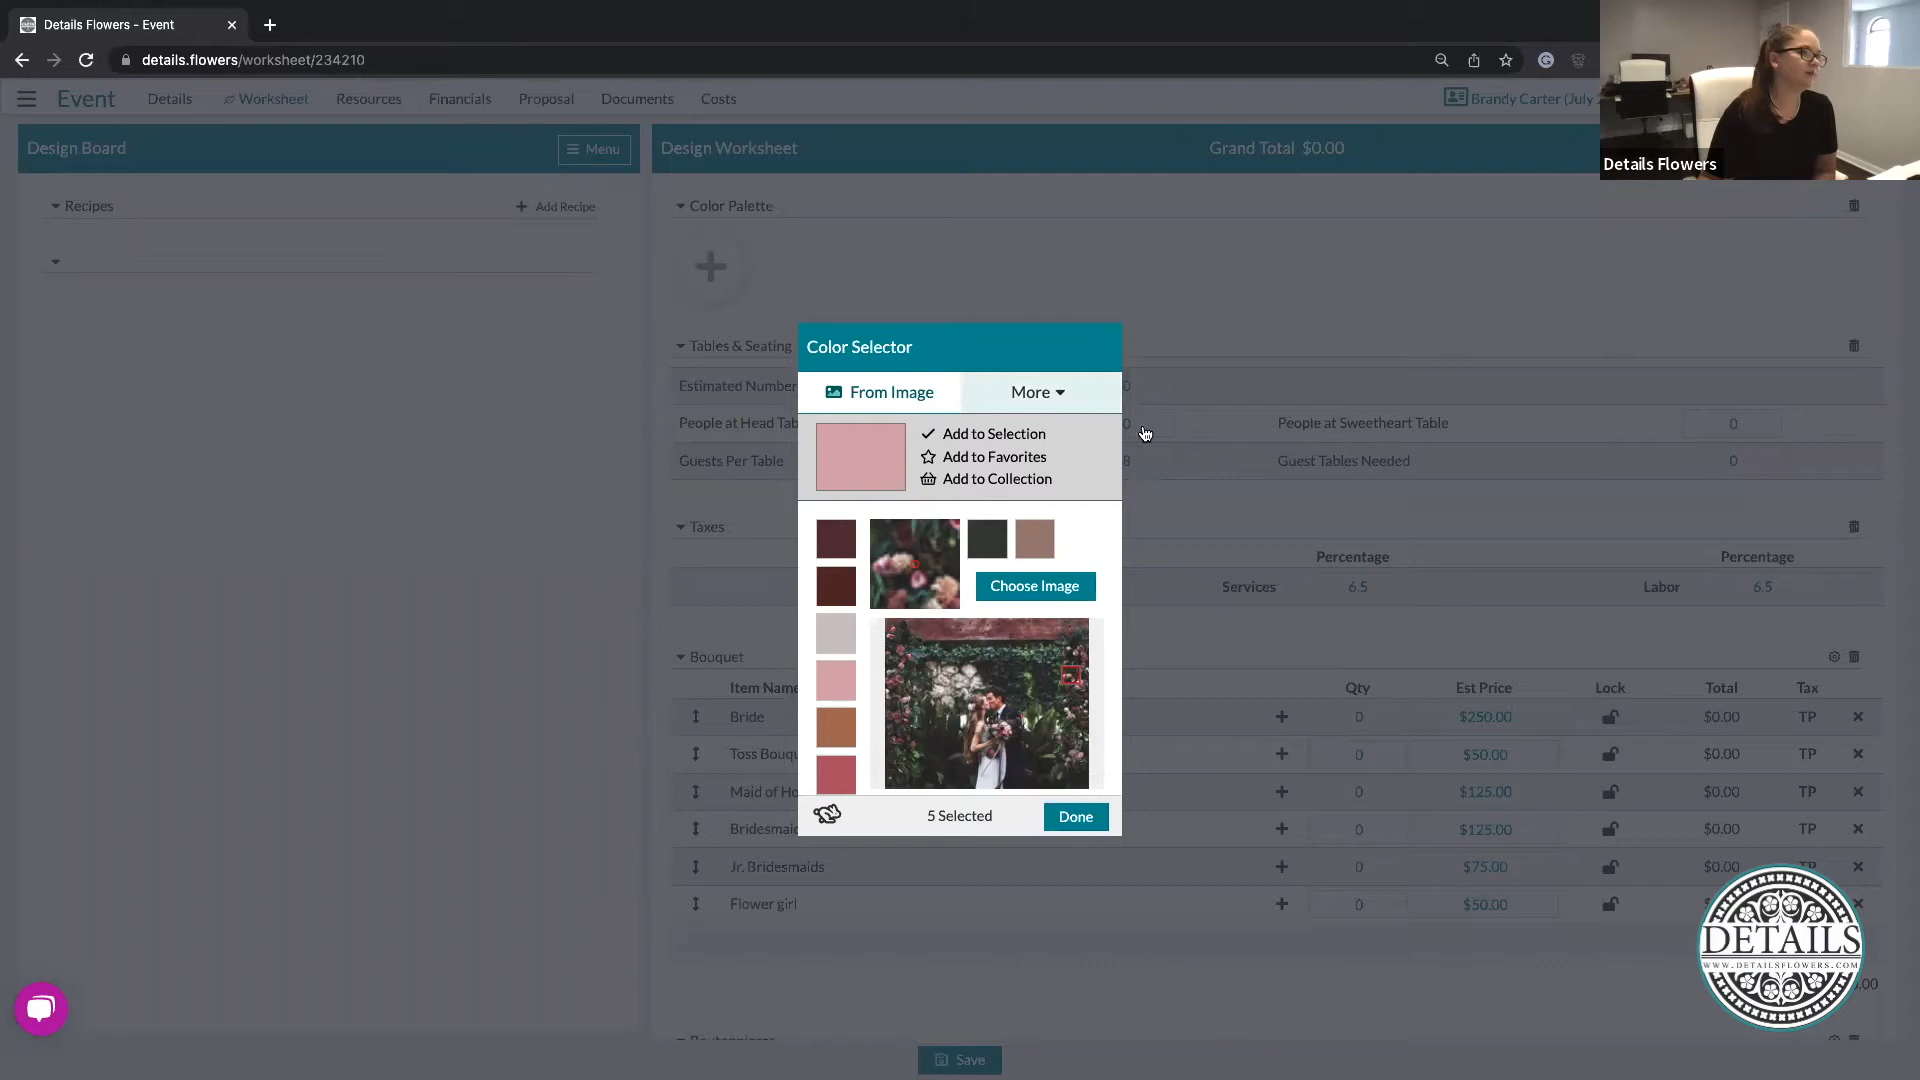 Details Flowers - Event
details.flowers/worksheet/234210
Event
Details
Worksheet
Resources
Financials
Proposal
Documents
Costs
Brandy Carter (July
Details Flowers
Design Board
Menu
Design Worksheet
Grand Total $0.00
Recipes
Add Recipe
Color Palette
Tables & Seating
Estimated Number
0
People at Head Tab
0
People at Sweetheart Table
0
Guests Per Table
8
Guest Tables Needed
0
Color Selector
From Image
More
Add to Selection
Add to Favorites
Add to Collection
Choose Image
5 Selected
Done
Taxes
Percentage
Percentage
Services
6.5
Labor
6.5
Bouquet
Item Name
Qty
Est Price
Lock
Total
Tax
Bride
0
$250.00
$0.00
TP
Toss Bouqu
0
$50.00
$0.00
TP
Maid of Ho
0
$125.00
$0.00
TP
Bridesmaid
0
$125.00
$0.00
TP
Jr. Bridesmaids
0
$75.00
$0.00
TP
Flower girl
0
$50.00
DETAILS
WWW.DETAILSFLOWERS.COM
.00
Save